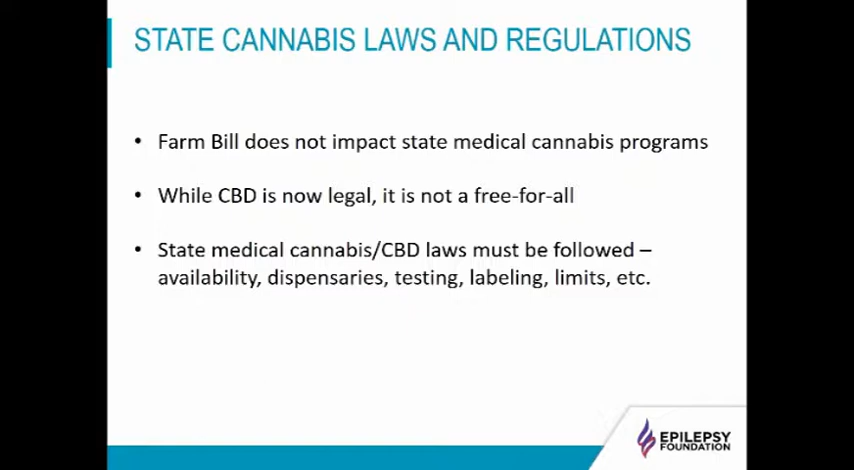 STATE CANNABIS LAWS AND REGULATIONS
• Farm Bill does not impact state medical cannabis programs
• While CBD is now legal, it is not a free-for-all
• State medical cannabis/CBD laws must be followed –
availability, dispensaries, testing, labeling, limits, etc.
EPILEPSY
FOUNDATION